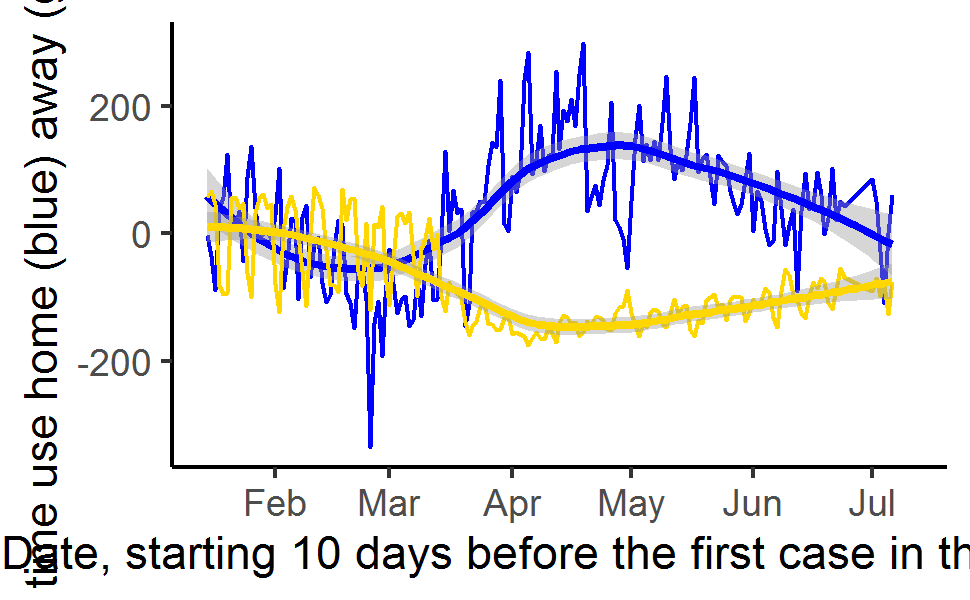 time use home (blue) away (
200
0
-200
Feb Mar Apr May Jun Jul
Date, starting 10 days before the first case in th